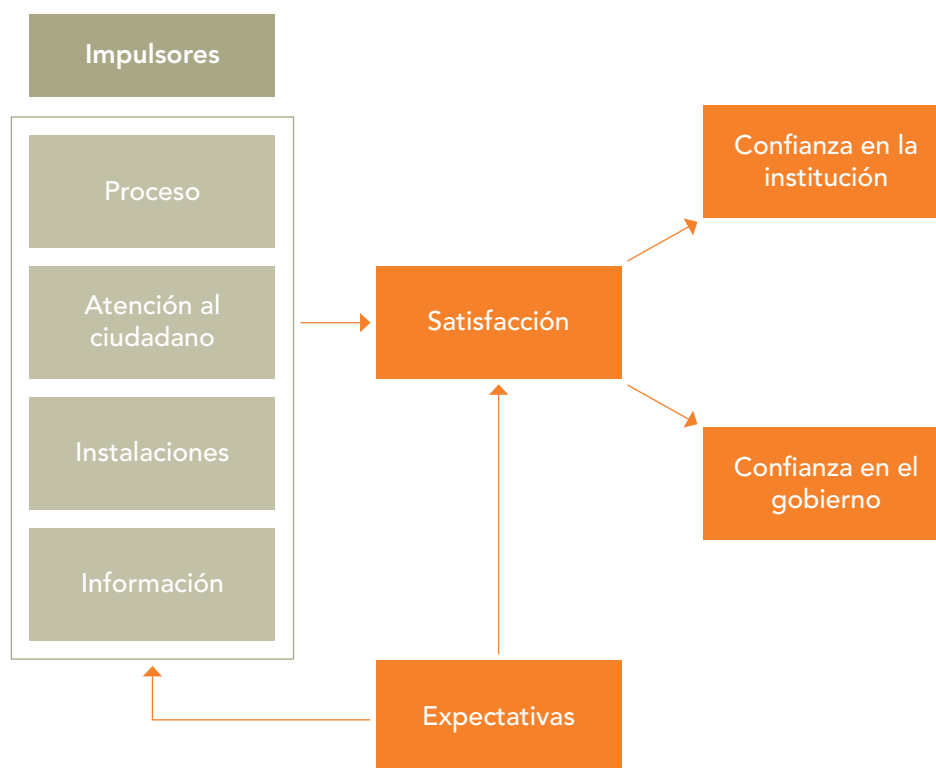 Impulsores
Proceso
Atención al
ciudadano
Instalaciones
Información
Satisfacción
Expectativas
Confianza en la
institución
Confianza en el
gobierno